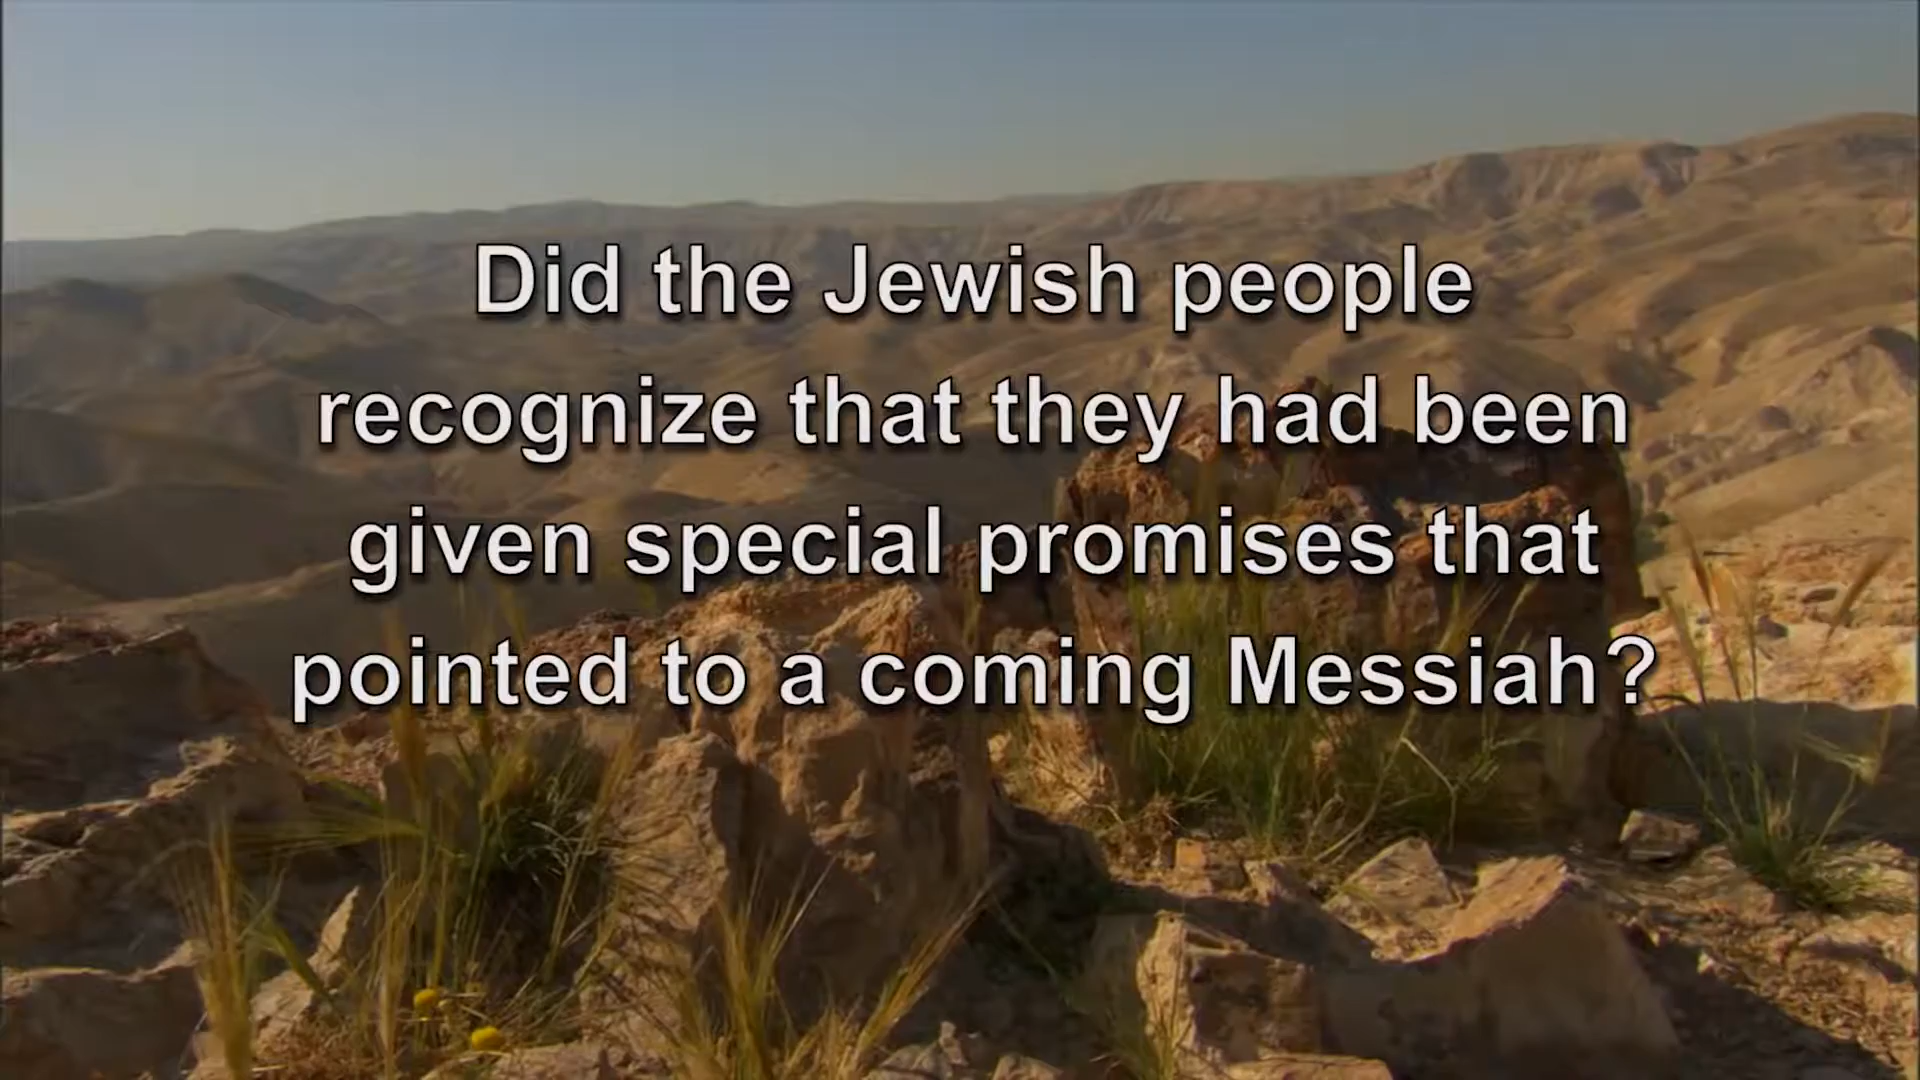 Did the Jewish people
recognize that they had been
given special promises that
pointed to a coming Messiah?